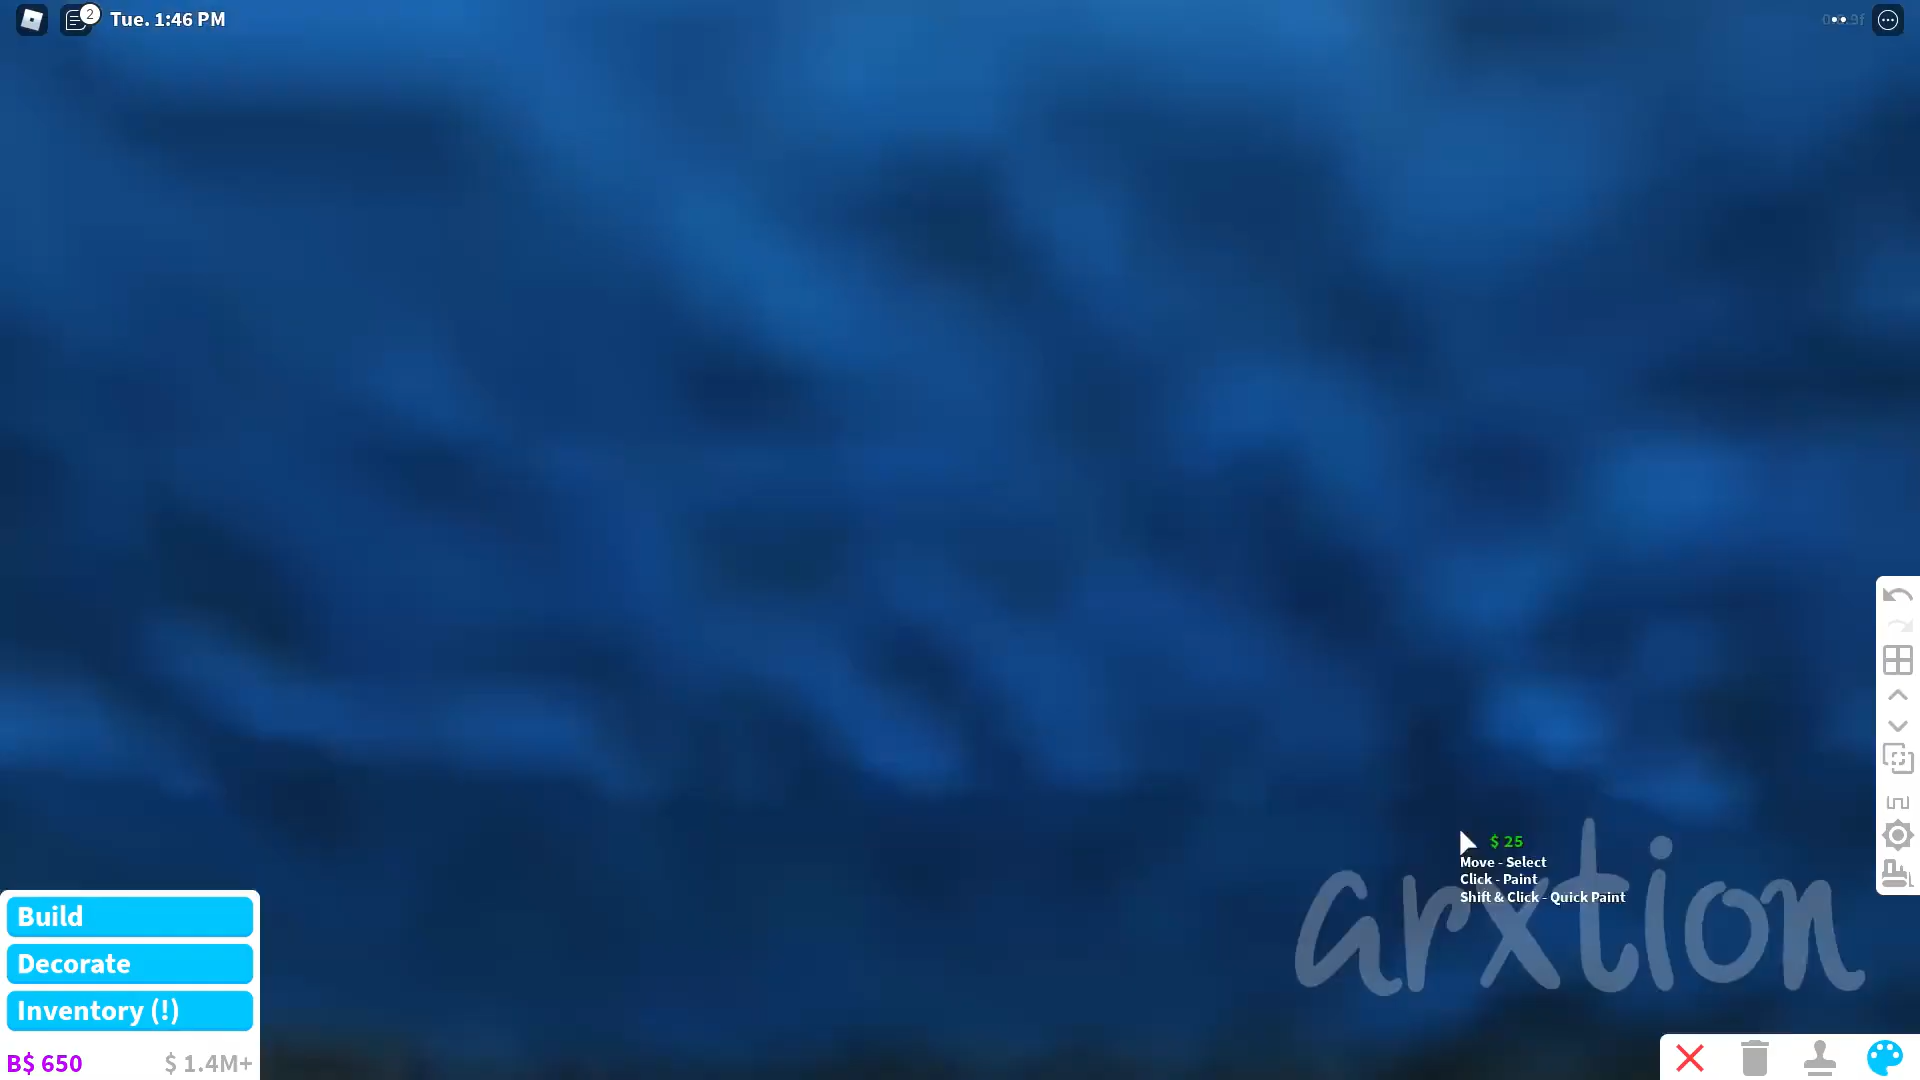 2
Tue. 1:46 PM
$ 25
Move - Select
Click - Paint
Shift & Click - Quick Paint
arxtion
Build
Decorate
Inventory (!)
B$ 650
$ 1.4M+